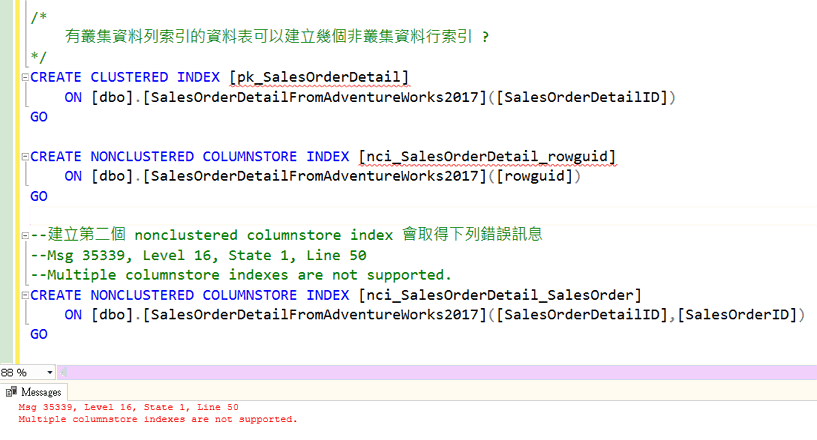 /*
有叢集資料列索引的資料表可以建立幾個非叢集資料行索引 ?
*/
CREATE CLUSTERED INDEX [pk_SalesOrderDetail]
ON [dbo].[SalesOrderDetailFromAdventureWorks2017]([SalesOrderDetailID])
GO
CREATE NONCLUSTERED COLUMNSTORE INDEX [nci_SalesOrderDetail_rowguid]
ON [dbo].[SalesOrderDetailFromAdventureWorks2017]([rowguid])
GO
--建立第二個 nonclustered columnstore index 會取得下列錯誤訊息
--Msg 35339, Level 16, State 1, Line 50
--Multiple columnstore indexes are not supported.
CREATE NONCLUSTERED COLUMNSTORE INDEX [nci_SalesOrderDetail_SalesOrder]
ON [dbo].[SalesOrderDetailFromAdventureWorks2017]([SalesOrderDetailID],[SalesOrderID])
GO
88 %
Messages
Msg 35339, Level 16, State 1, Line 50
Multiple columnstore indexes are not supported.